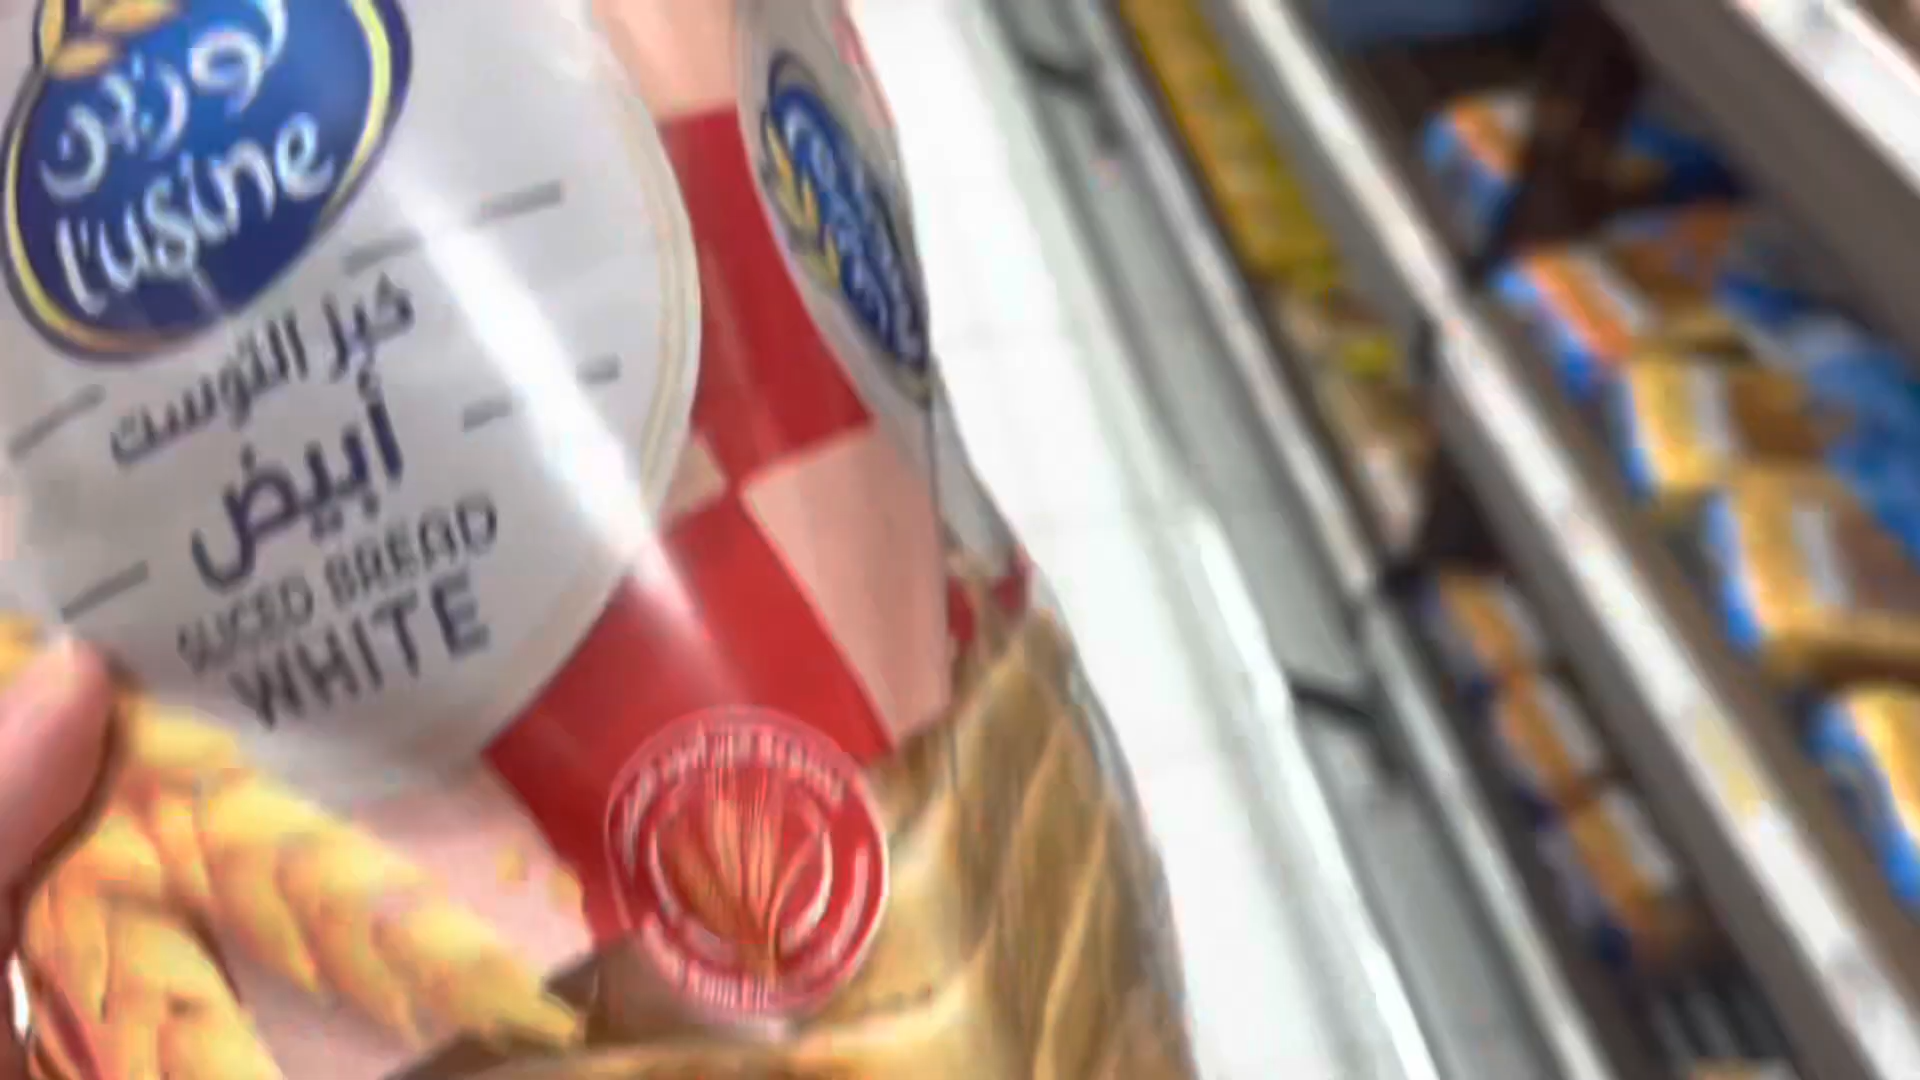 لوزين
l'usine
خبز التوست
أبيض
SLICED BREAD
WHITE